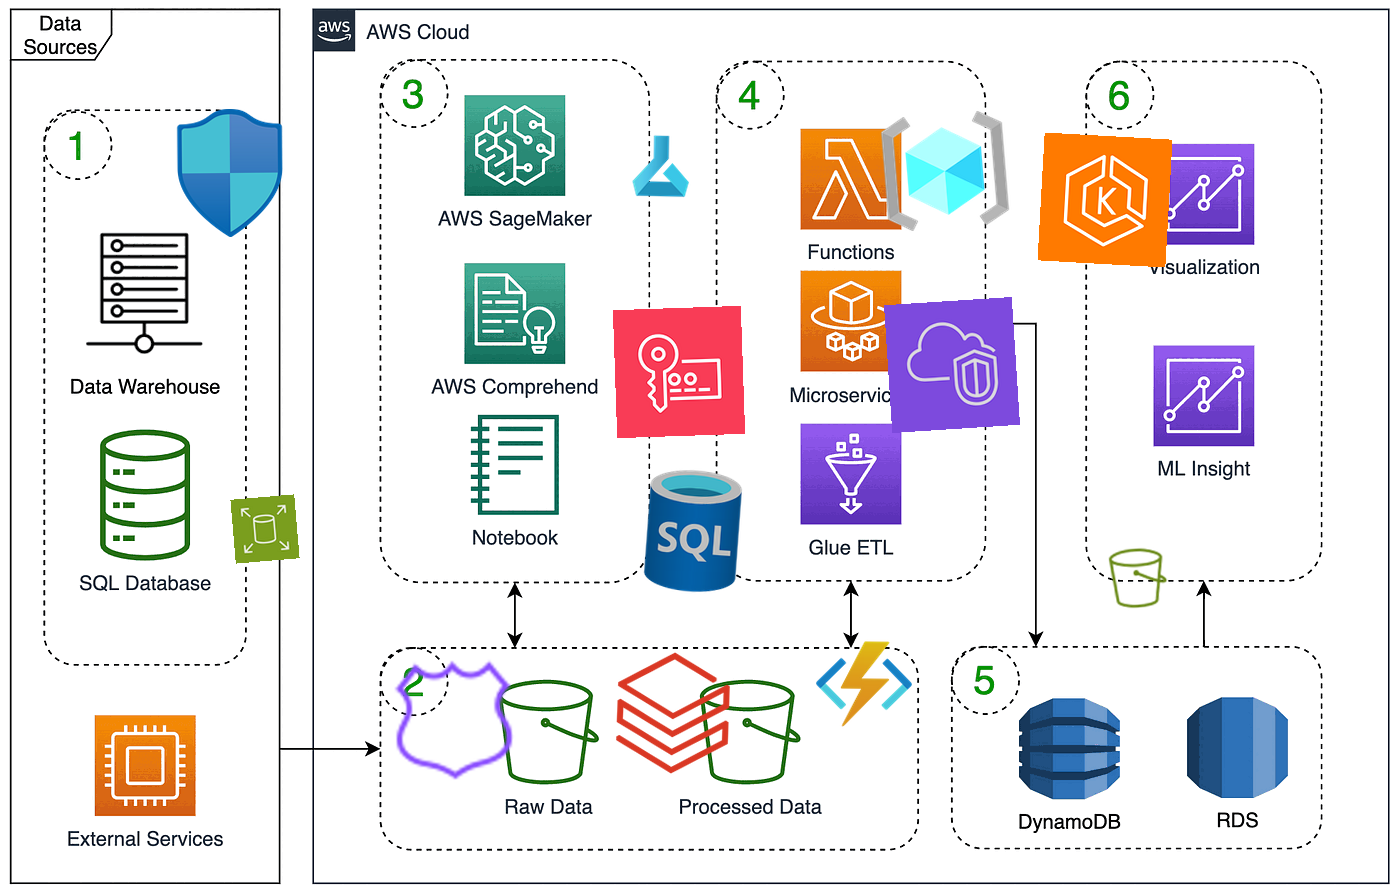 Data
Sources
aws
AWS Cloud
1
Data Warehouse
SQL Database
External Services
3
AWS SageMaker
AWS Comprehend
Notebook
4
Functions
Glue ETL
SQL
6
K
Visualization
ML Insight
2
Raw Data
Processed Data
5
DynamoDB
RDS